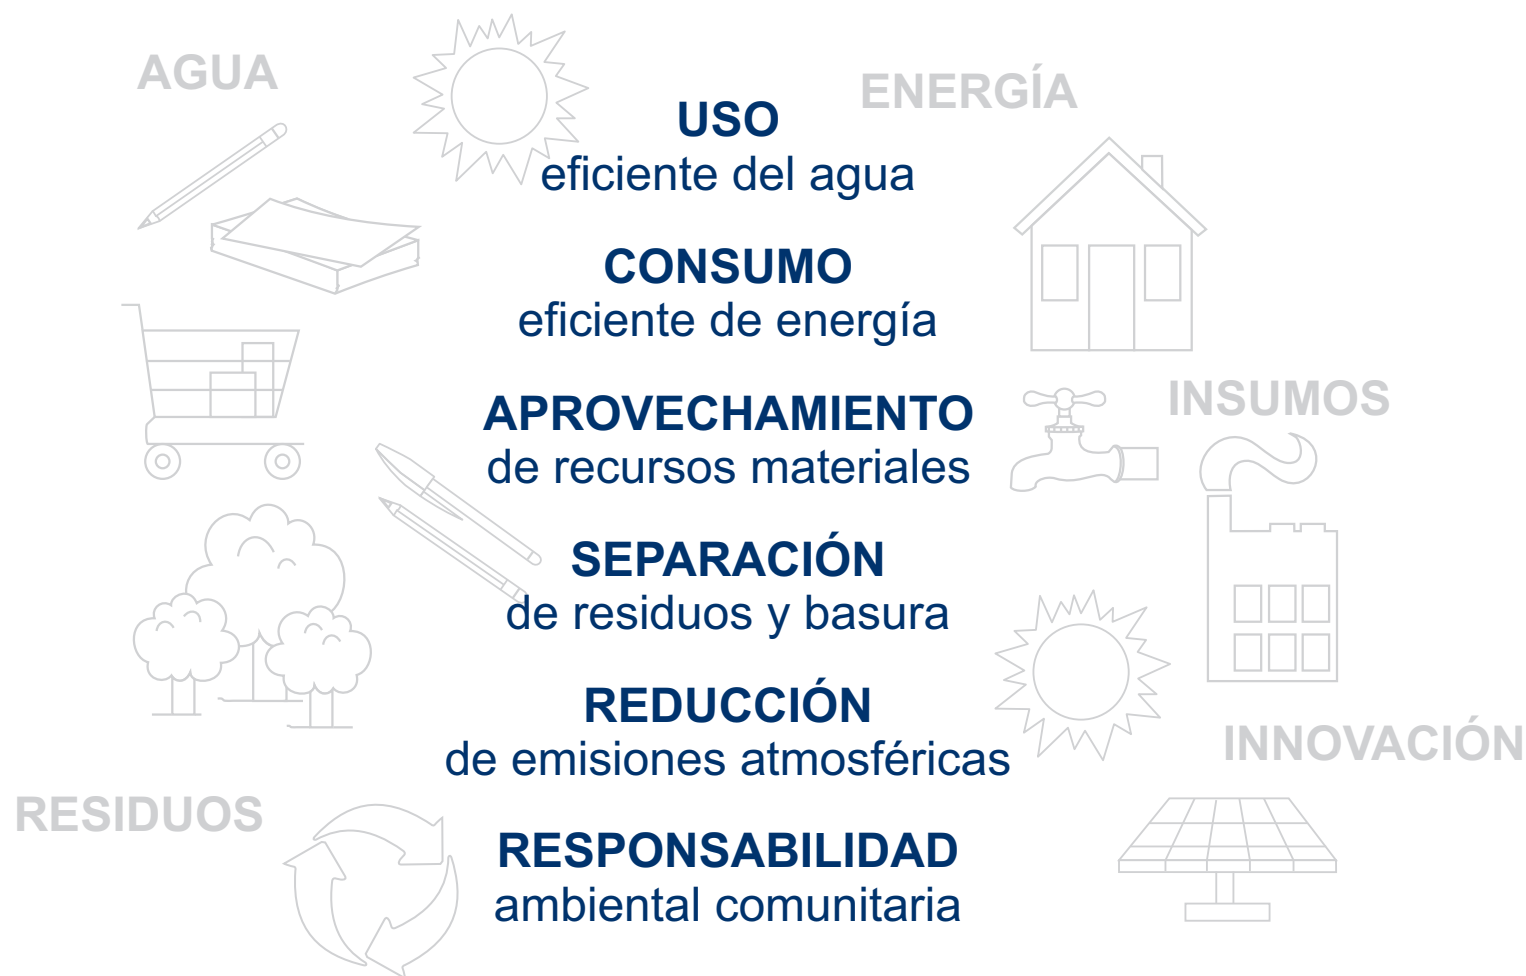 AGUA
ENERGÍA
USO
eficiente del agua
CONSUMO
eficiente de energía
INSUMOS
APROVECHAMIENTO
de recursos materiales
SEPARACIÓN
de residuos y basura
REDUCCIÓN
de emisiones atmosféricas
INNOVACIÓN
RESIDUOS
RESPONSABILIDAD
ambiental comunitaria